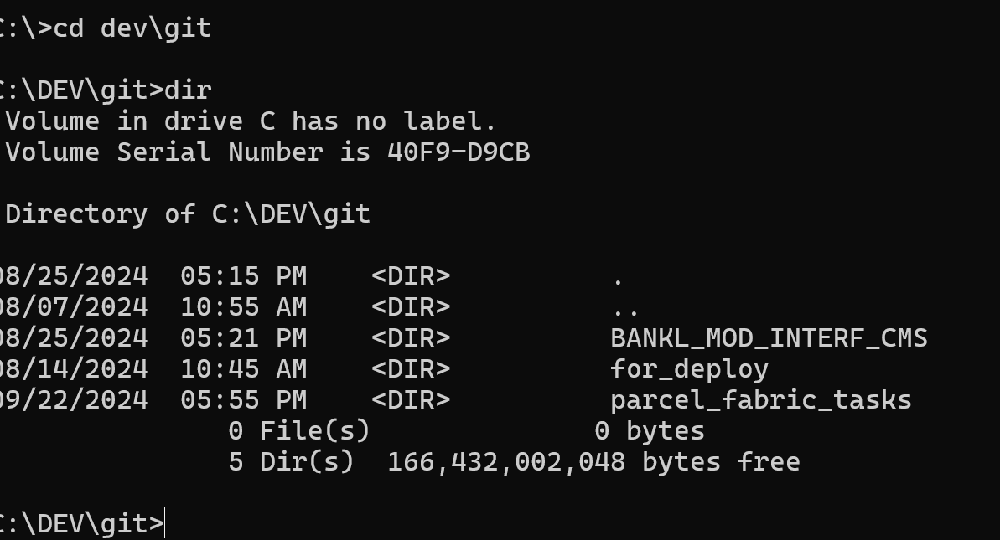 C:\>cd dev\git
C:\DEV\git>dir
Volume in drive C has no label.
Volume Serial Number is 40F9-D9CB
Directory of C:\DEV\git
08/25/2024  05:15 PM    <DIR>          .
08/07/2024  10:55 AM    <DIR>          ..
08/25/2024  05:21 PM    <DIR>          BANKL_MOD_INTERF_CMS
08/14/2024  10:45 AM    <DIR>          for_deploy
09/22/2024  05:55 PM    <DIR>          parcel_fabric_tasks
0 File(s)              0 bytes
5 Dir(s)  166,432,002,048 bytes free
C:\DEV\git>